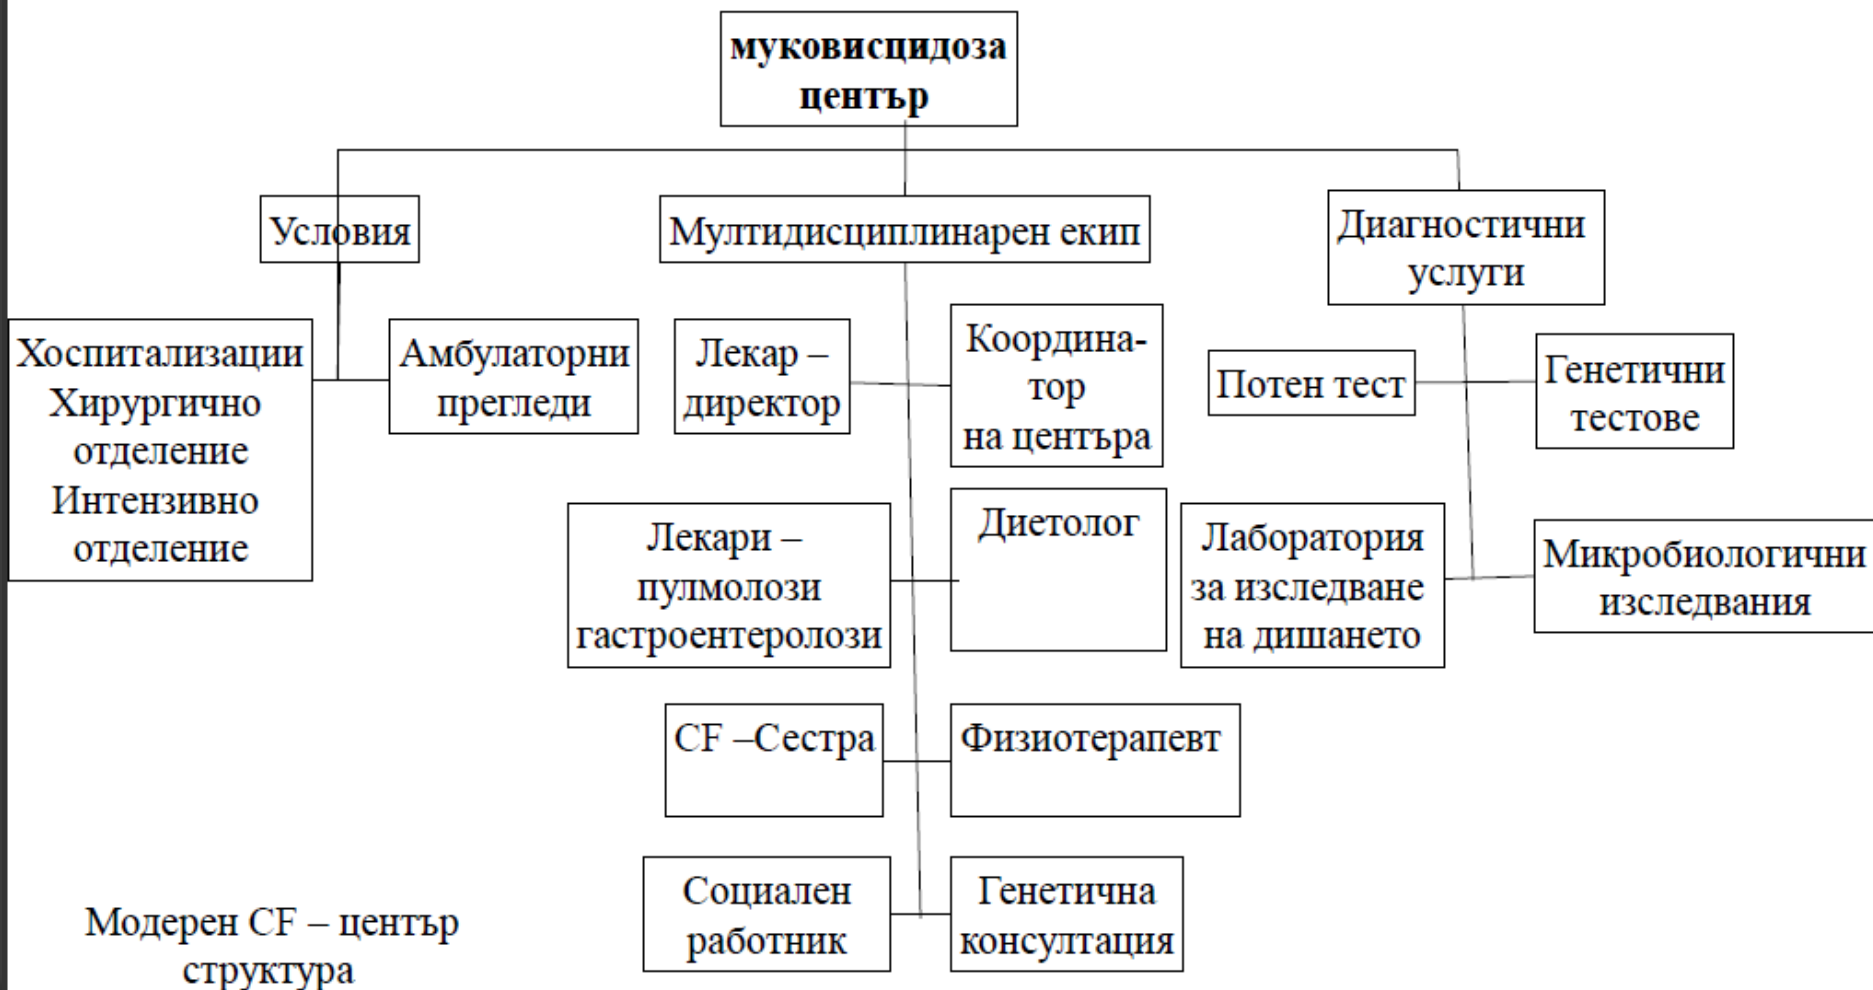 муковисцидоза
център
Условия
Мултидисциплинарен екип
Диагностични
услуги
Хоспитализации
Хирургично
отделение
Интензивно
отделение
Амбулаторни
прегледи
Лекар –
директор
Координа-
тор
на центъра
Потен тест
Генетични
тестове
Лекари –
пулмолози
гастроентеролози
Диетолог
Лаборатория
за изследване
на дишането
Микробиологични
изследвания
CF –Сестра
Физиотерапевт
Социален
работник
Генетична
консултация
Модерен CF – център
структура